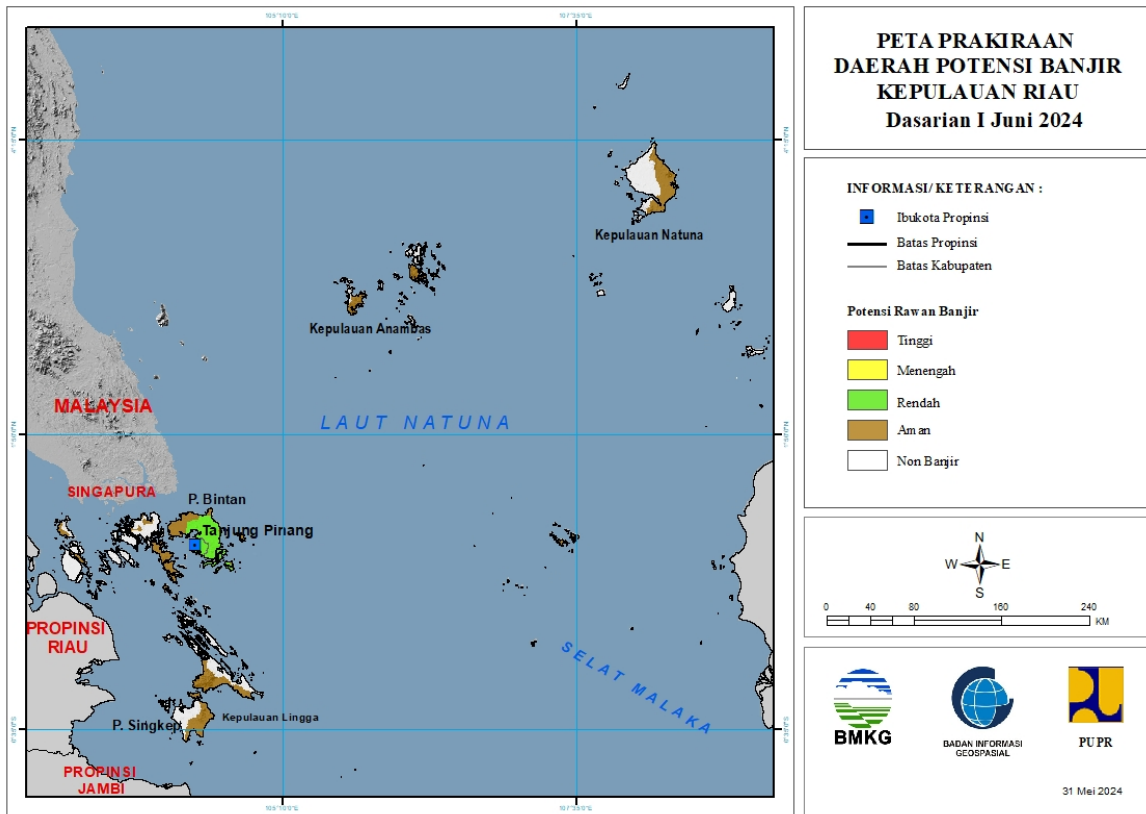 PETA PRAKIRAAN
DAERAH POTENSI BANJIR
KEPULAUAN RIAU
Dasarian I Juni 2024
INFORMASI/ KETERANGAN :
Ibukota Propinsi
Batas Propinsi
Batas Kabupaten
Potensi Rawan Banjir
Tinggi
Menengah
Rendah
Aman
Non Banjir
N
W E
S
0 40 80 160 240
KM
BMKG
BADAN INFORMASI
GEOSPASIAL
PUPR
31 Mei 2024
Kepulauan Natuna
Kepulauan Anambas
MALAYSIA
LAUT NATUNA
SINGAPURA
P. Bintan
Tanjung Pinang
PROPINSI
RIAU
SELAT MALAKA
Kepulauan Lingga
P. Singkep
PROPINSI
JAMBI